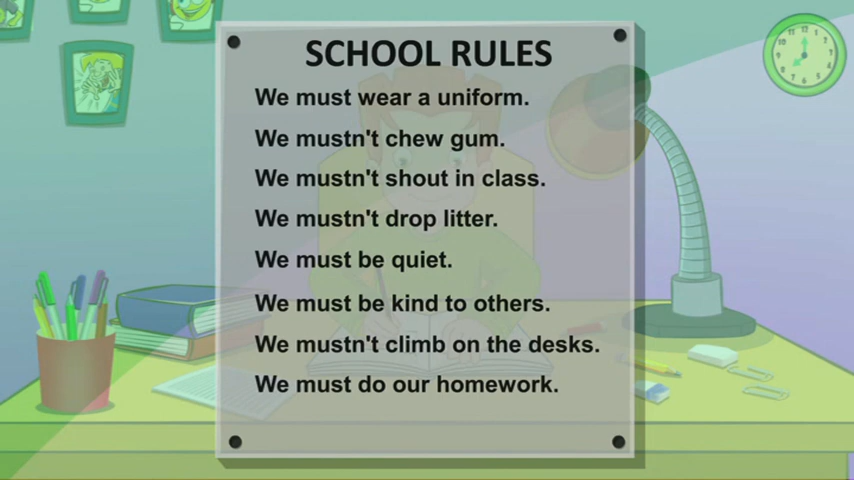 SCHOOL RULES
We must wear a uniform.
We mustn't chew gum.
We mustn't shout in class.
We mustn't drop litter.
We must be quiet.
We must be kind to others.
We mustn't climb on the desks.
We must do our homework.